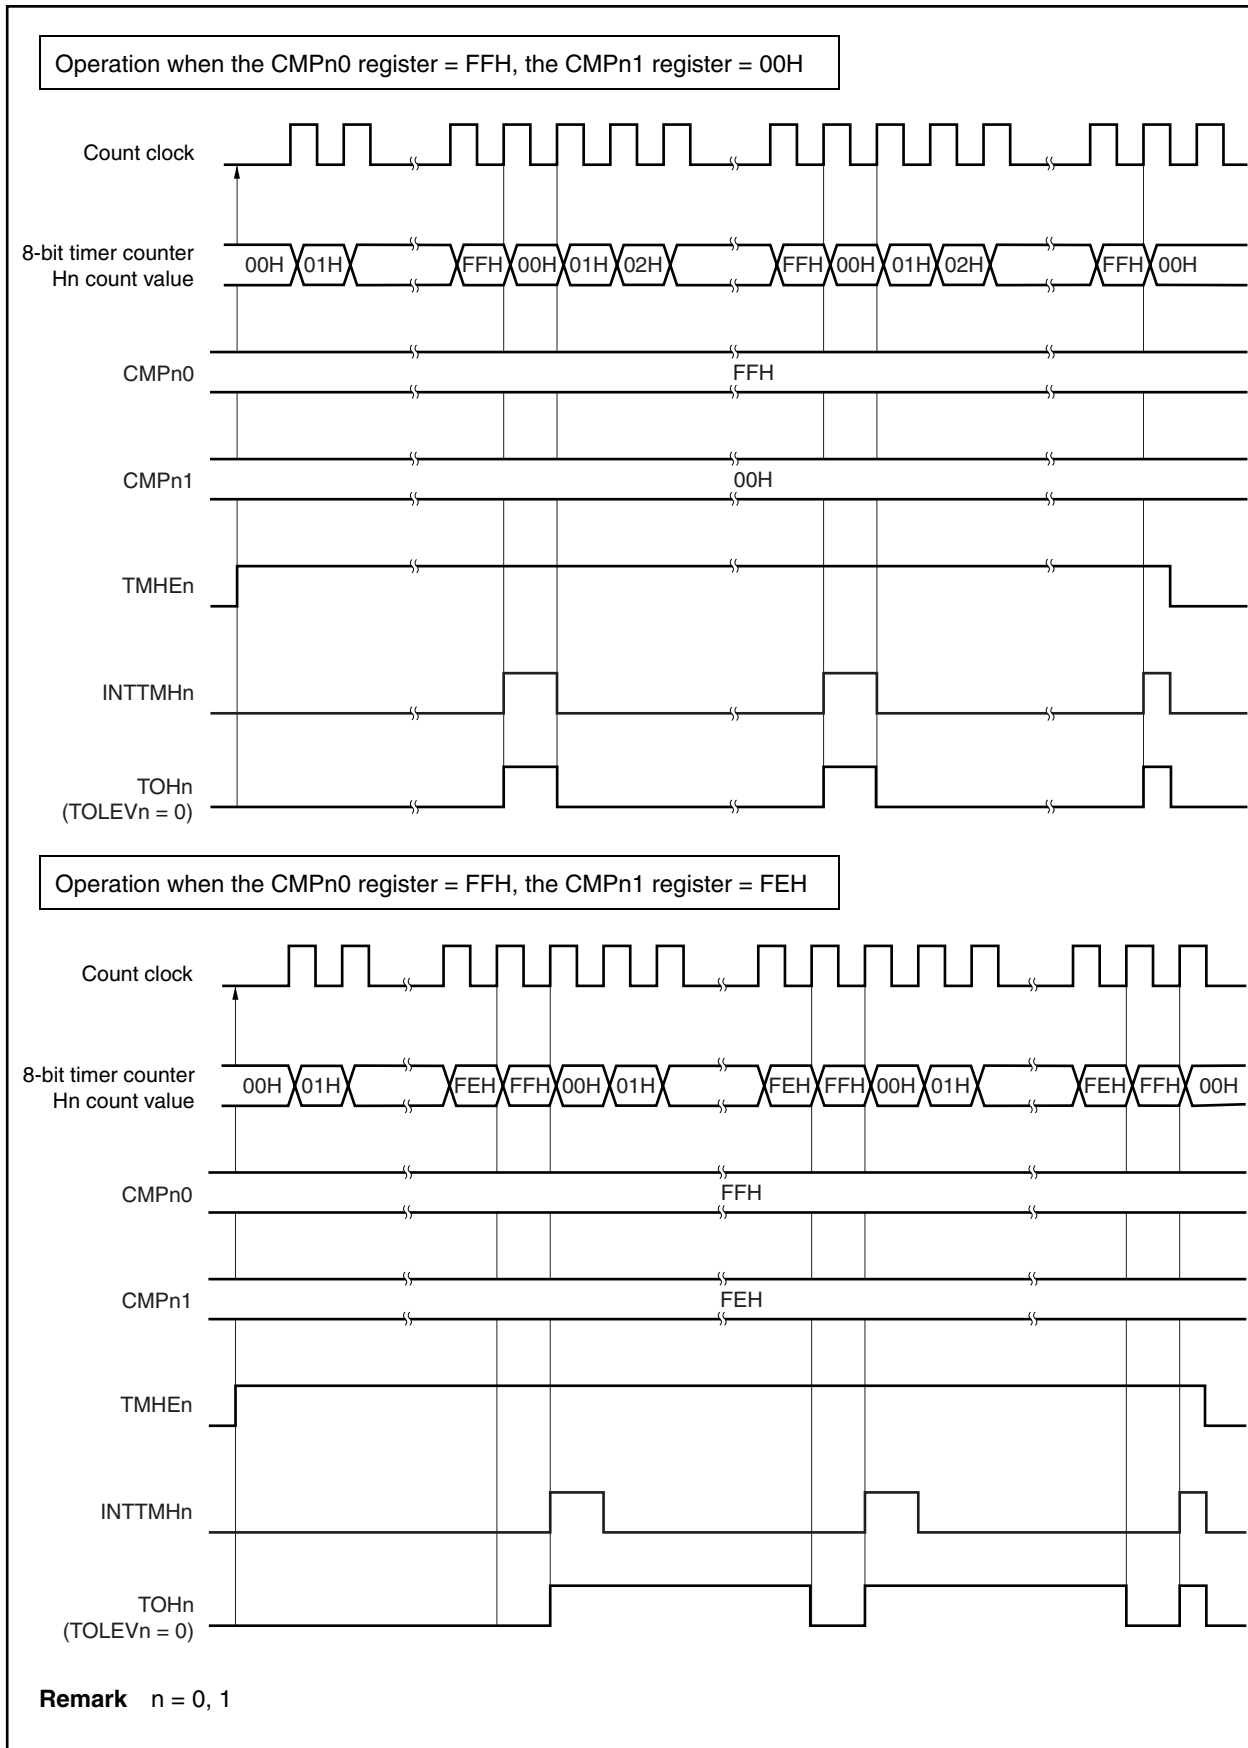 Operation when the CMPn0 register = FFH, the CMPn1 register = 00H
Count clock
8-bit timer counter
Hn count value
00H 01H FFH 00H 01H 02H FFH 00H 01H 02H FFH 00H
CMPn0
FFH
CMPn1
00H
TMHEn
INTTMHn
TOHn
(TOLEVn = 0)
Operation when the CMPn0 register = FFH, the CMPn1 register = FEH
Count clock
8-bit timer counter
Hn count value
00H 01H FEH FFH 00H 01H FEH FFH 00H 01H FEH FFH 00H
CMPn0
FFH
CMPn1
FEH
TMHEn
INTTMHn
TOHn
(TOLEVn = 0)
Remark n = 0, 1